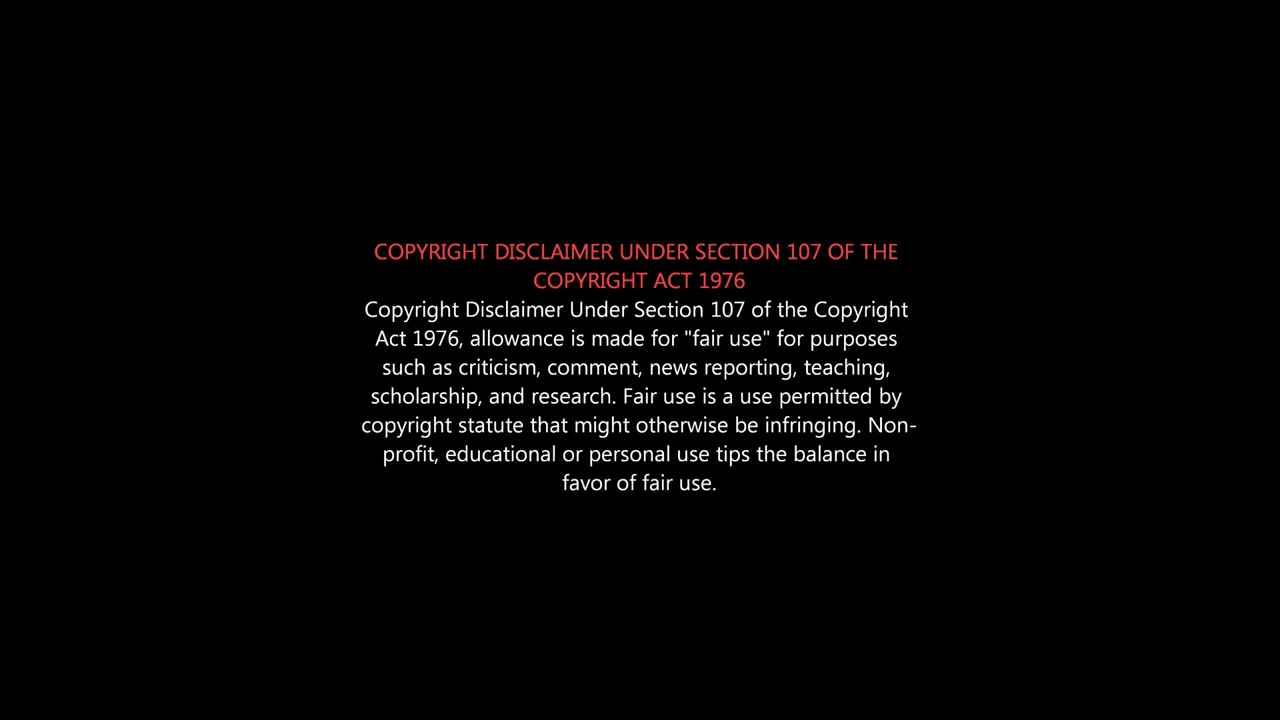 COPYRIGHT DISCLAIMER UNDER SECTION 107 OF THE
COPYRIGHT ACT 1976
Copyright Disclaimer Under Section 107 of the Copyright
Act 1976, allowance is made for "fair use" for purposes
such as criticism, comment, news reporting, teaching,
scholarship, and research. Fair use is a use permitted by
copyright statute that might otherwise be infringing. Non-
profit, educational or personal use tips the balance in
favor of fair use.